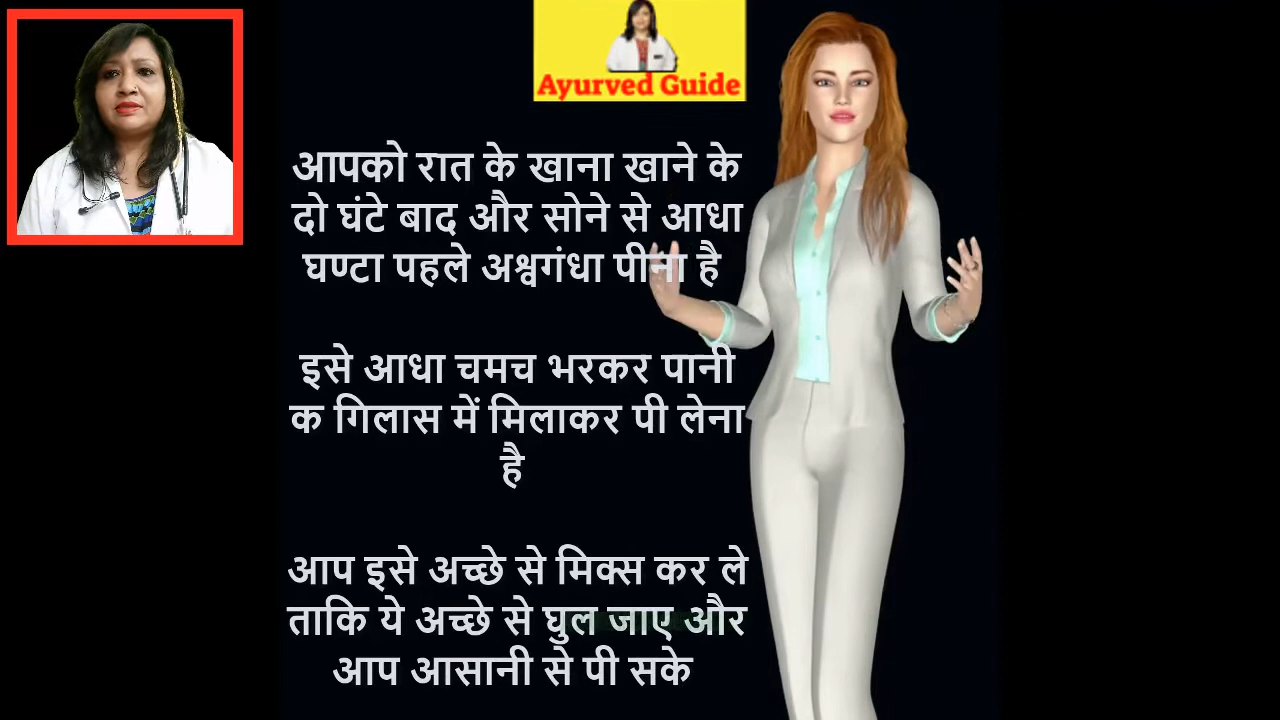 Ayurved Guide
आपको रात के खाना खाने के
दो घंटे बाद और सोने से आधा
घण्टा पहले अश्वगंधा पीना है
इसे आधा चमच भरकर पानी
क गिलास में मिलाकर पी लेना
है
आप इसे अच्छे से मिक्स कर ले
ताकि ये अच्छे से घुल जाए और
आप आसानी से पी सके